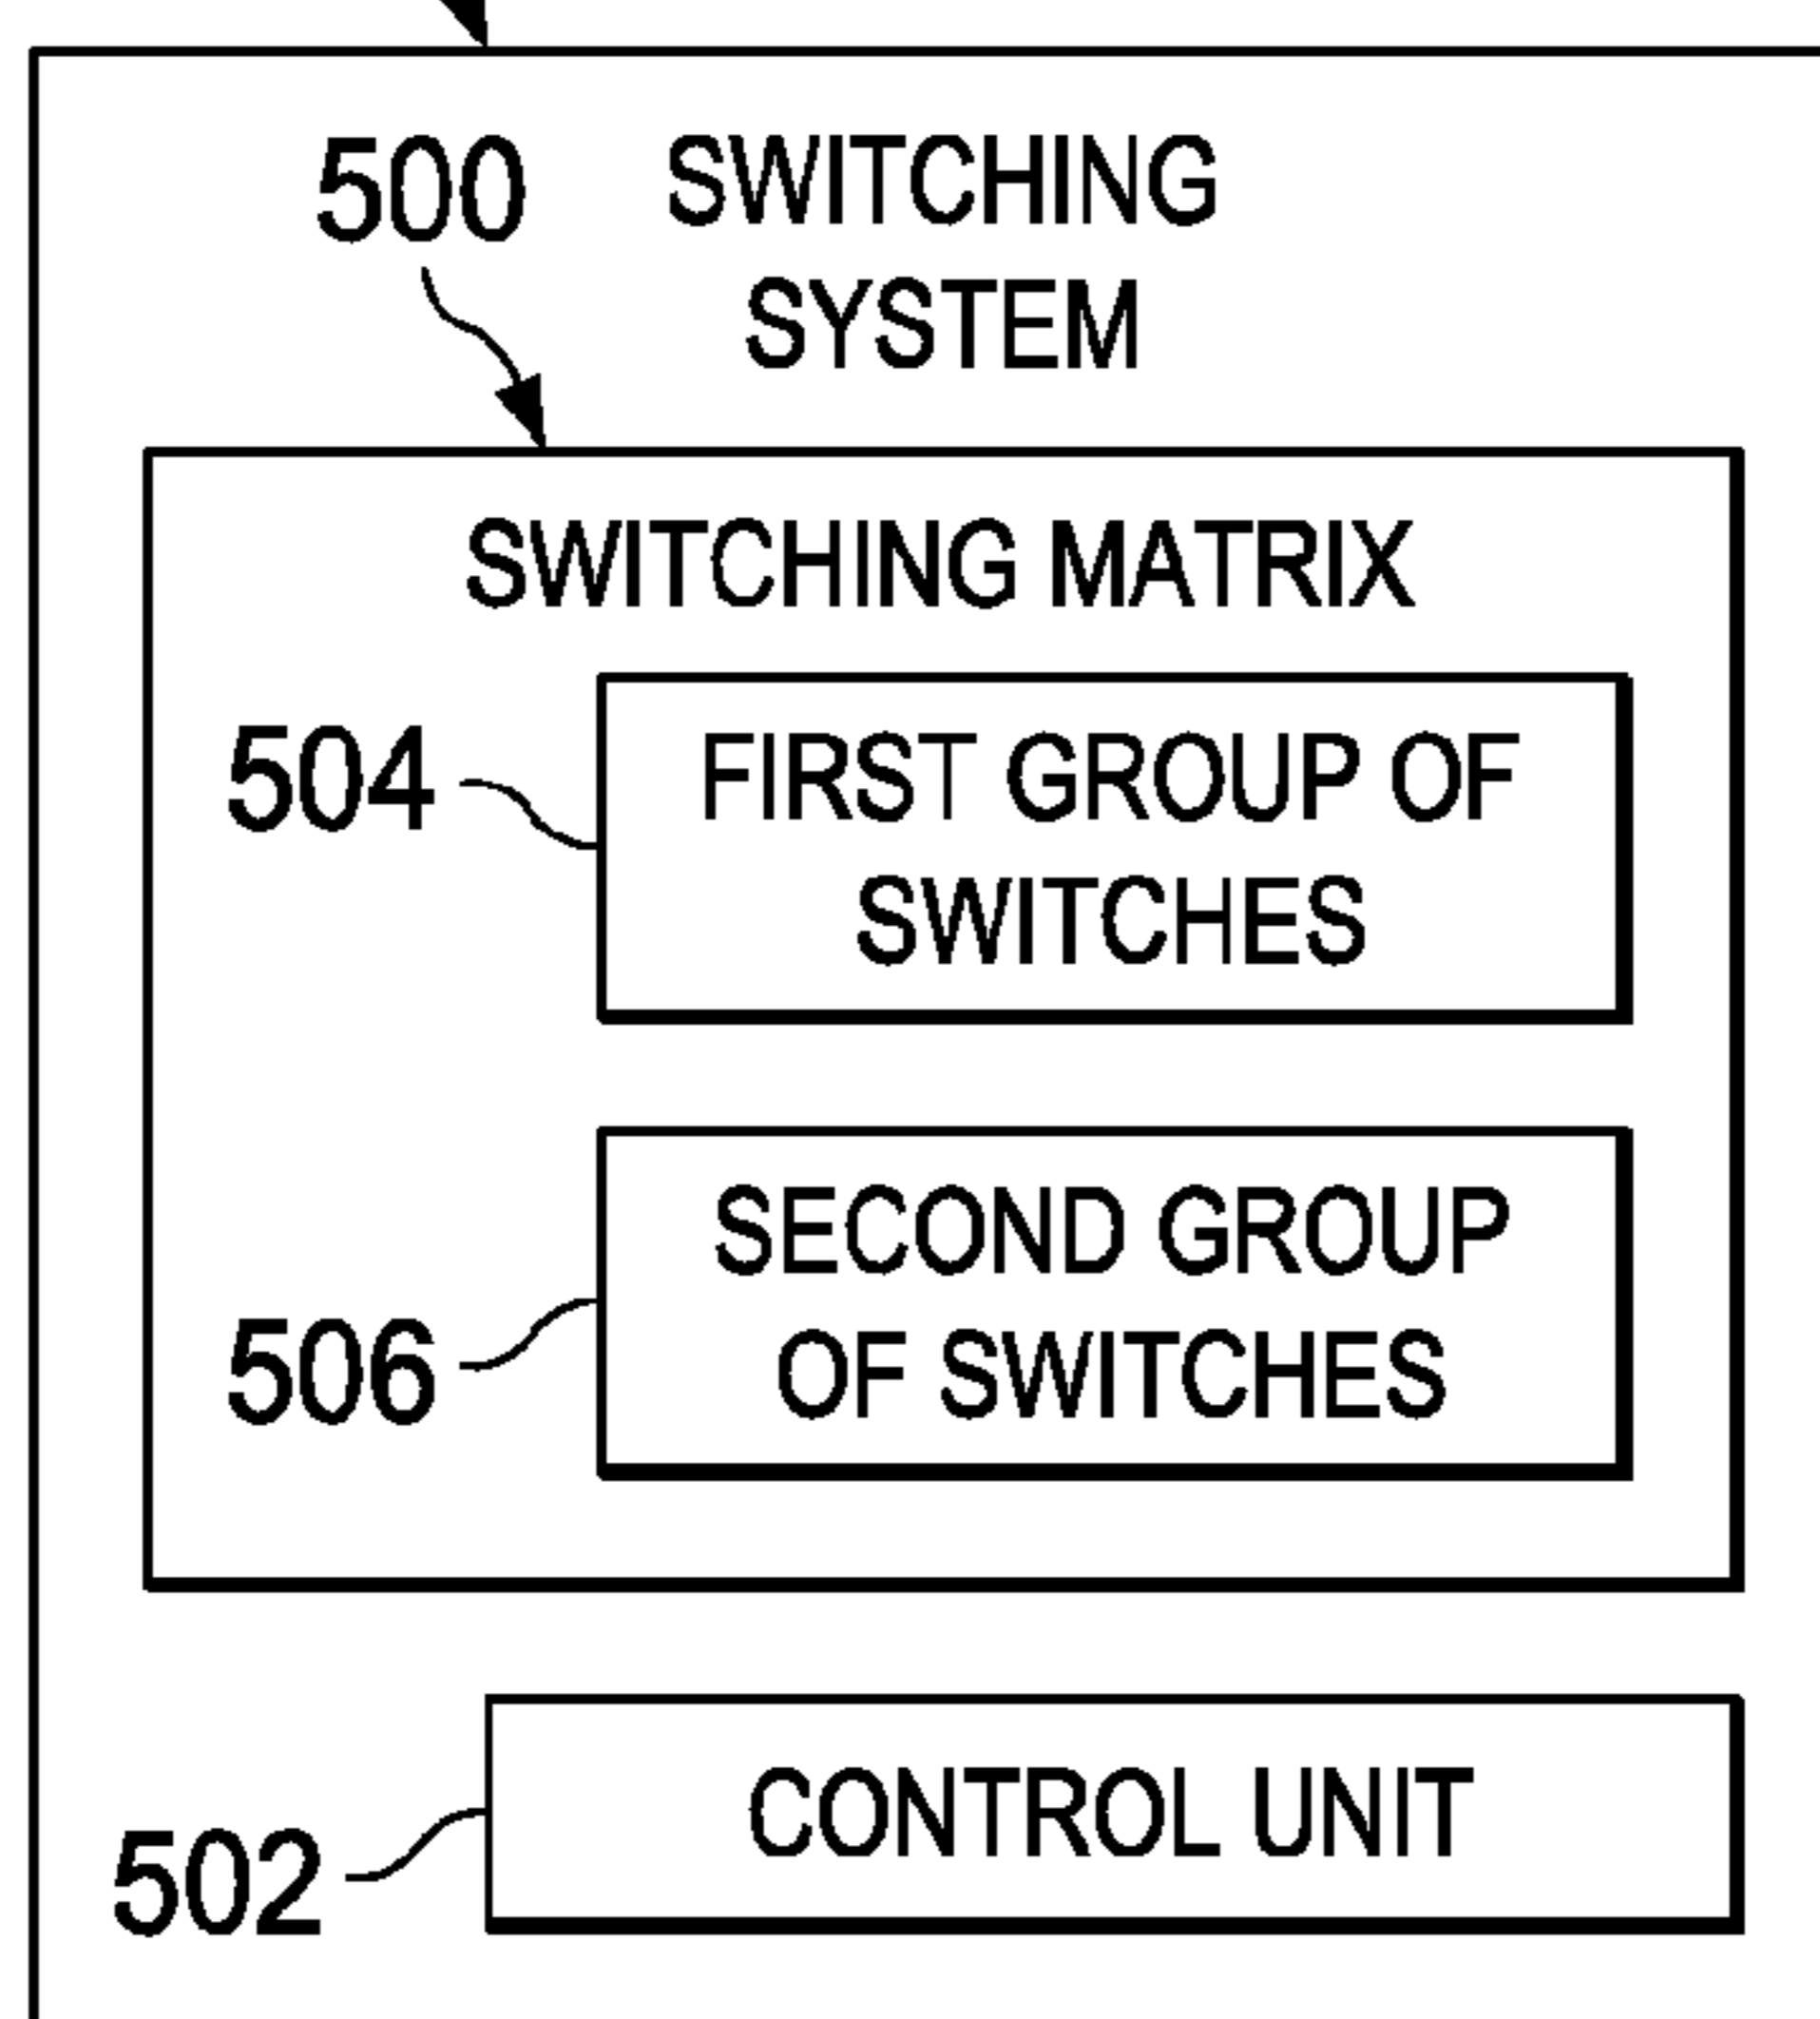 500 SWITCHING
SYSTEM
SWITCHING MATRIX
504 FIRST GROUP OF
SWITCHES
SECOND GROUP
506 OF SWITCHES
CONTROL UNIT
502